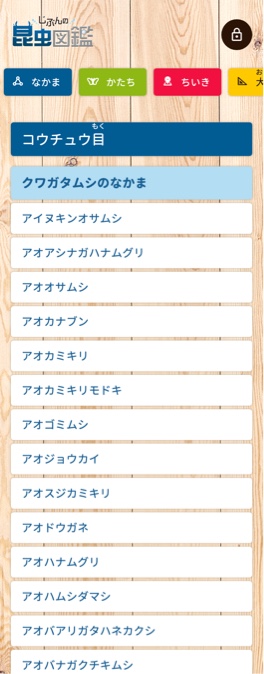 じぶんの
昆虫図鑑
なかま
かたち
ちいき
お
大
もく
コウチュウ目
クワガタムシのなかま
アイヌキンオサムシ
アオアシナガハナムグリ
アオオサムシ
アオカナブン
アオカミキリ
アオカミキリモドキ
アオゴミムシ
アオジョウカイ
アオスジカミキリ
アオドウガネ
アオハナムグリ
アオハムシダマシ
アオバアリガタハネカクシ
アオバナガクチキムシ